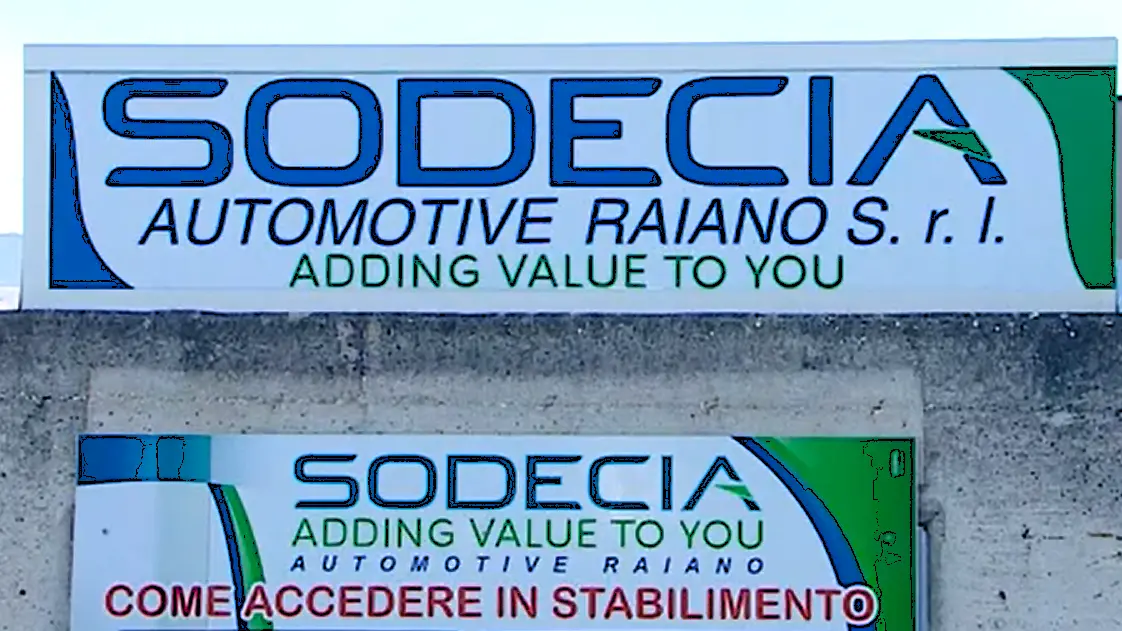 SODECIA
AUTOMOTIVE RAIANO S. r. l.
ADDING VALUE TO YOU
SODECIA
ADDING VALUE TO YOU
AUTOMOTIVE RAIANO
COME ACCEDERE IN STABILIMENTO